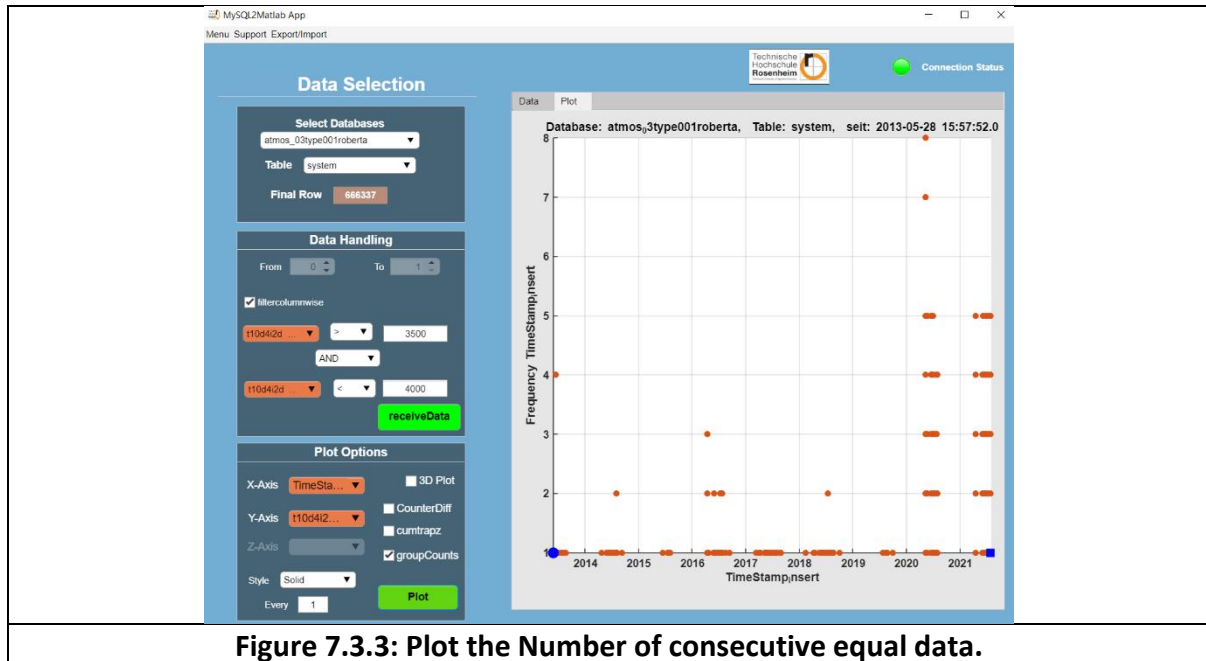 MySQL2Matlab App
Menu Support Export/Import
Technische
Hochschule
Rosenheim
Connection Status
Data Selection
Select Databases
atmos_03type001roberta
Table system
Final Row 666337
Data Handling
From 0 To 1
filtercolumnwise
t10d4i2d ... > 3500
AND
t10d4i2d ... < 4000
receiveData
Plot Options
X-Axis TimeSta...
3D Plot
CounterDiff
Y-Axis t10d4i2...
cumtrapz
Z-Axis
groupCounts
Style Solid
Every 1
Plot
Data Plot
Database: atmos₀3type001roberta, Table: system, seit: 2013-05-28 15:57:52.0
8
7
6
5
4
3
2
1
Frequency TimeStampᵢnsert
2014 2015 2016 2017 2018 2019 2020 2021
TimeStampᵢnsert
Figure 7.3.3: Plot the Number of consecutive equal data.